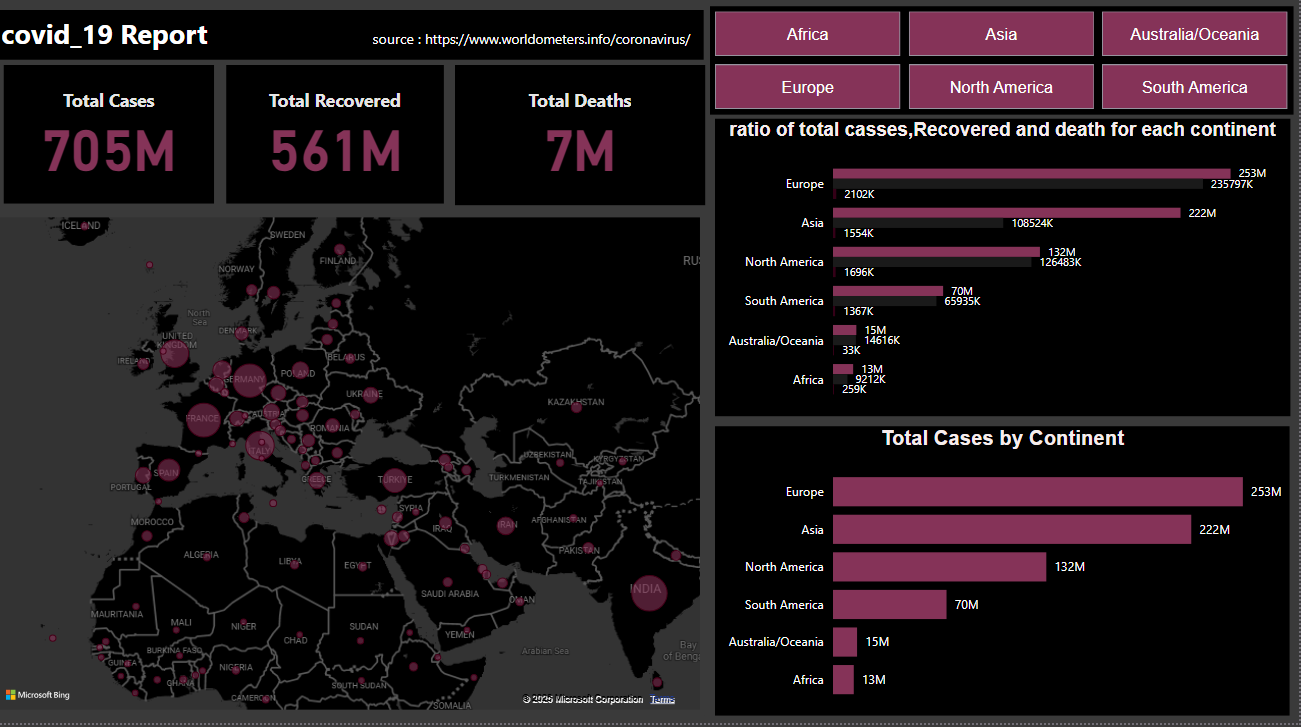 covid_19 Report
source : https://www.worldometers.info/coronavirus/
Total Cases
705M
Total Recovered
561M
Total Deaths
7M
Africa
Asia
Australia/Oceania
Europe
North America
South America
ratio of total casses,Recovered and death for each continent
Europe
253M
235797K
2102K
Asia
222M
108524K
1554K
North America
132M
126483K
1696K
South America
70M
65935K
1367K
Australia/Oceania
15M
14616K
33K
Africa
13M
9212K
259K
Total Cases by Continent
Europe
253M
Asia
222M
North America
132M
South America
70M
Australia/Oceania
15M
Africa
13M
ICELAND
SWEDEN
FINLAND
NORWAY
RUS
North
Sea
DENMARK
UNITED
KINGDOM
IRELAND
BELARUS
GERMANY
POLAND
UKRAINE
FRANCE
AUSTRIA
KAZAKHSTAN
ROMANIA
ITALY
SPAIN
PORTUGAL
GREECE
TÜRKİYE
UZBEKISTAN
KYRGYZSTAN
TURKMENISTAN
TAJIKISTAN
SYRIA
MOROCCO
IRAQ
IRAN
AFGHANISTAN
ALGERIA
LIBYA
EGYPT
PAKISTAN
SAUDI ARABIA
INDIA
OMAN
MAURITANIA
MALI
NIGER
CHAD
SUDAN
YEMEN
Arabian Sea
Bay
of Benga
BURKINA FASO
GUINEA
GHANA
NIGERIA
SOUTH SUDAN
CAMEROON
SOMALIA
Microsoft Bing
© 2025 Microsoft Corporation
Terms